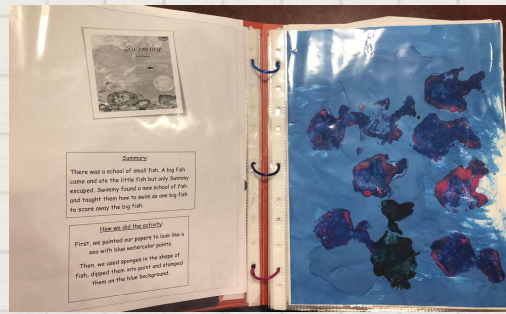 Swimmy
Summary:
There was a school of small fish. A big fish
came and ate the little fish but only Swimmy
escaped. Swimmy found a new school of fish
and taught them how to swim as one big fish
to scare away the big fish.
How we did the activity:
First, we painted our papers to look like a
sea with blue watercolor paints.
Then, we used sponges in the shape of
fish, dipped them into paint and stamped
them on the blue background.